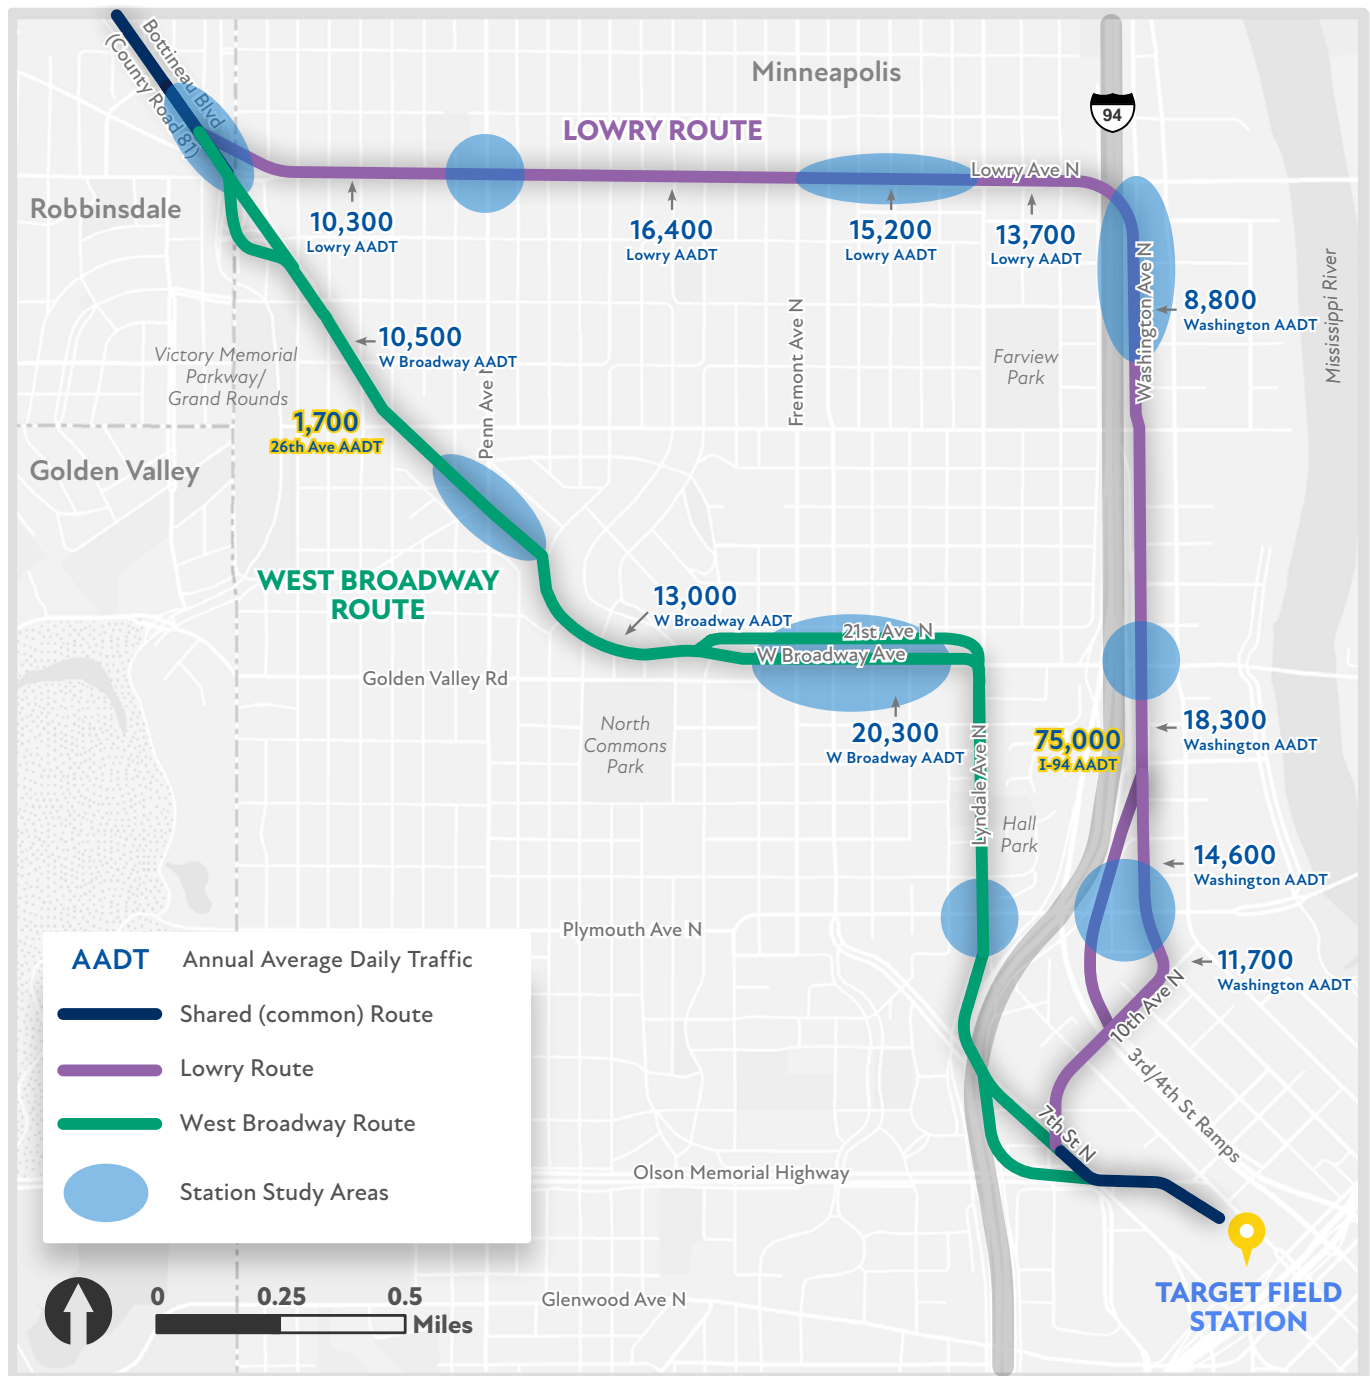 Bottineau Blvd
(County Road 81)
Minneapolis
94
LOWRY ROUTE
Lowry Ave N
Robbinsdale
10,300
Lowry AADT
16,400
Lowry AADT
15,200
Lowry AADT
13,700
Lowry AADT
Washington Ave N
8,800
Washington AADT
Mississippi River
10,500
W Broadway AADT
Victory Memorial
Parkway/
Grand Rounds
Penn Ave N
Fremont Ave N
Farview
Park
1,700
26th Ave AADT
Golden Valley
WEST BROADWAY
ROUTE
13,000
W Broadway AADT
21st Ave N
W Broadway Ave
Golden Valley Rd
North
Commons
Park
20,300
W Broadway AADT
Lyndale Ave N
75,000
I-94 AADT
18,300
Washington AADT
Hall
Park
14,600
Washington AADT
Plymouth Ave N
11,700
Washington AADT
10th Ave N
3rd/4th St Ramps
7th St N
Olson Memorial Highway
AADT Annual Average Daily Traffic
Shared (common) Route
Lowry Route
West Broadway Route
Station Study Areas
0 0.25 0.5
Miles
Glenwood Ave N
TARGET FIELD
STATION